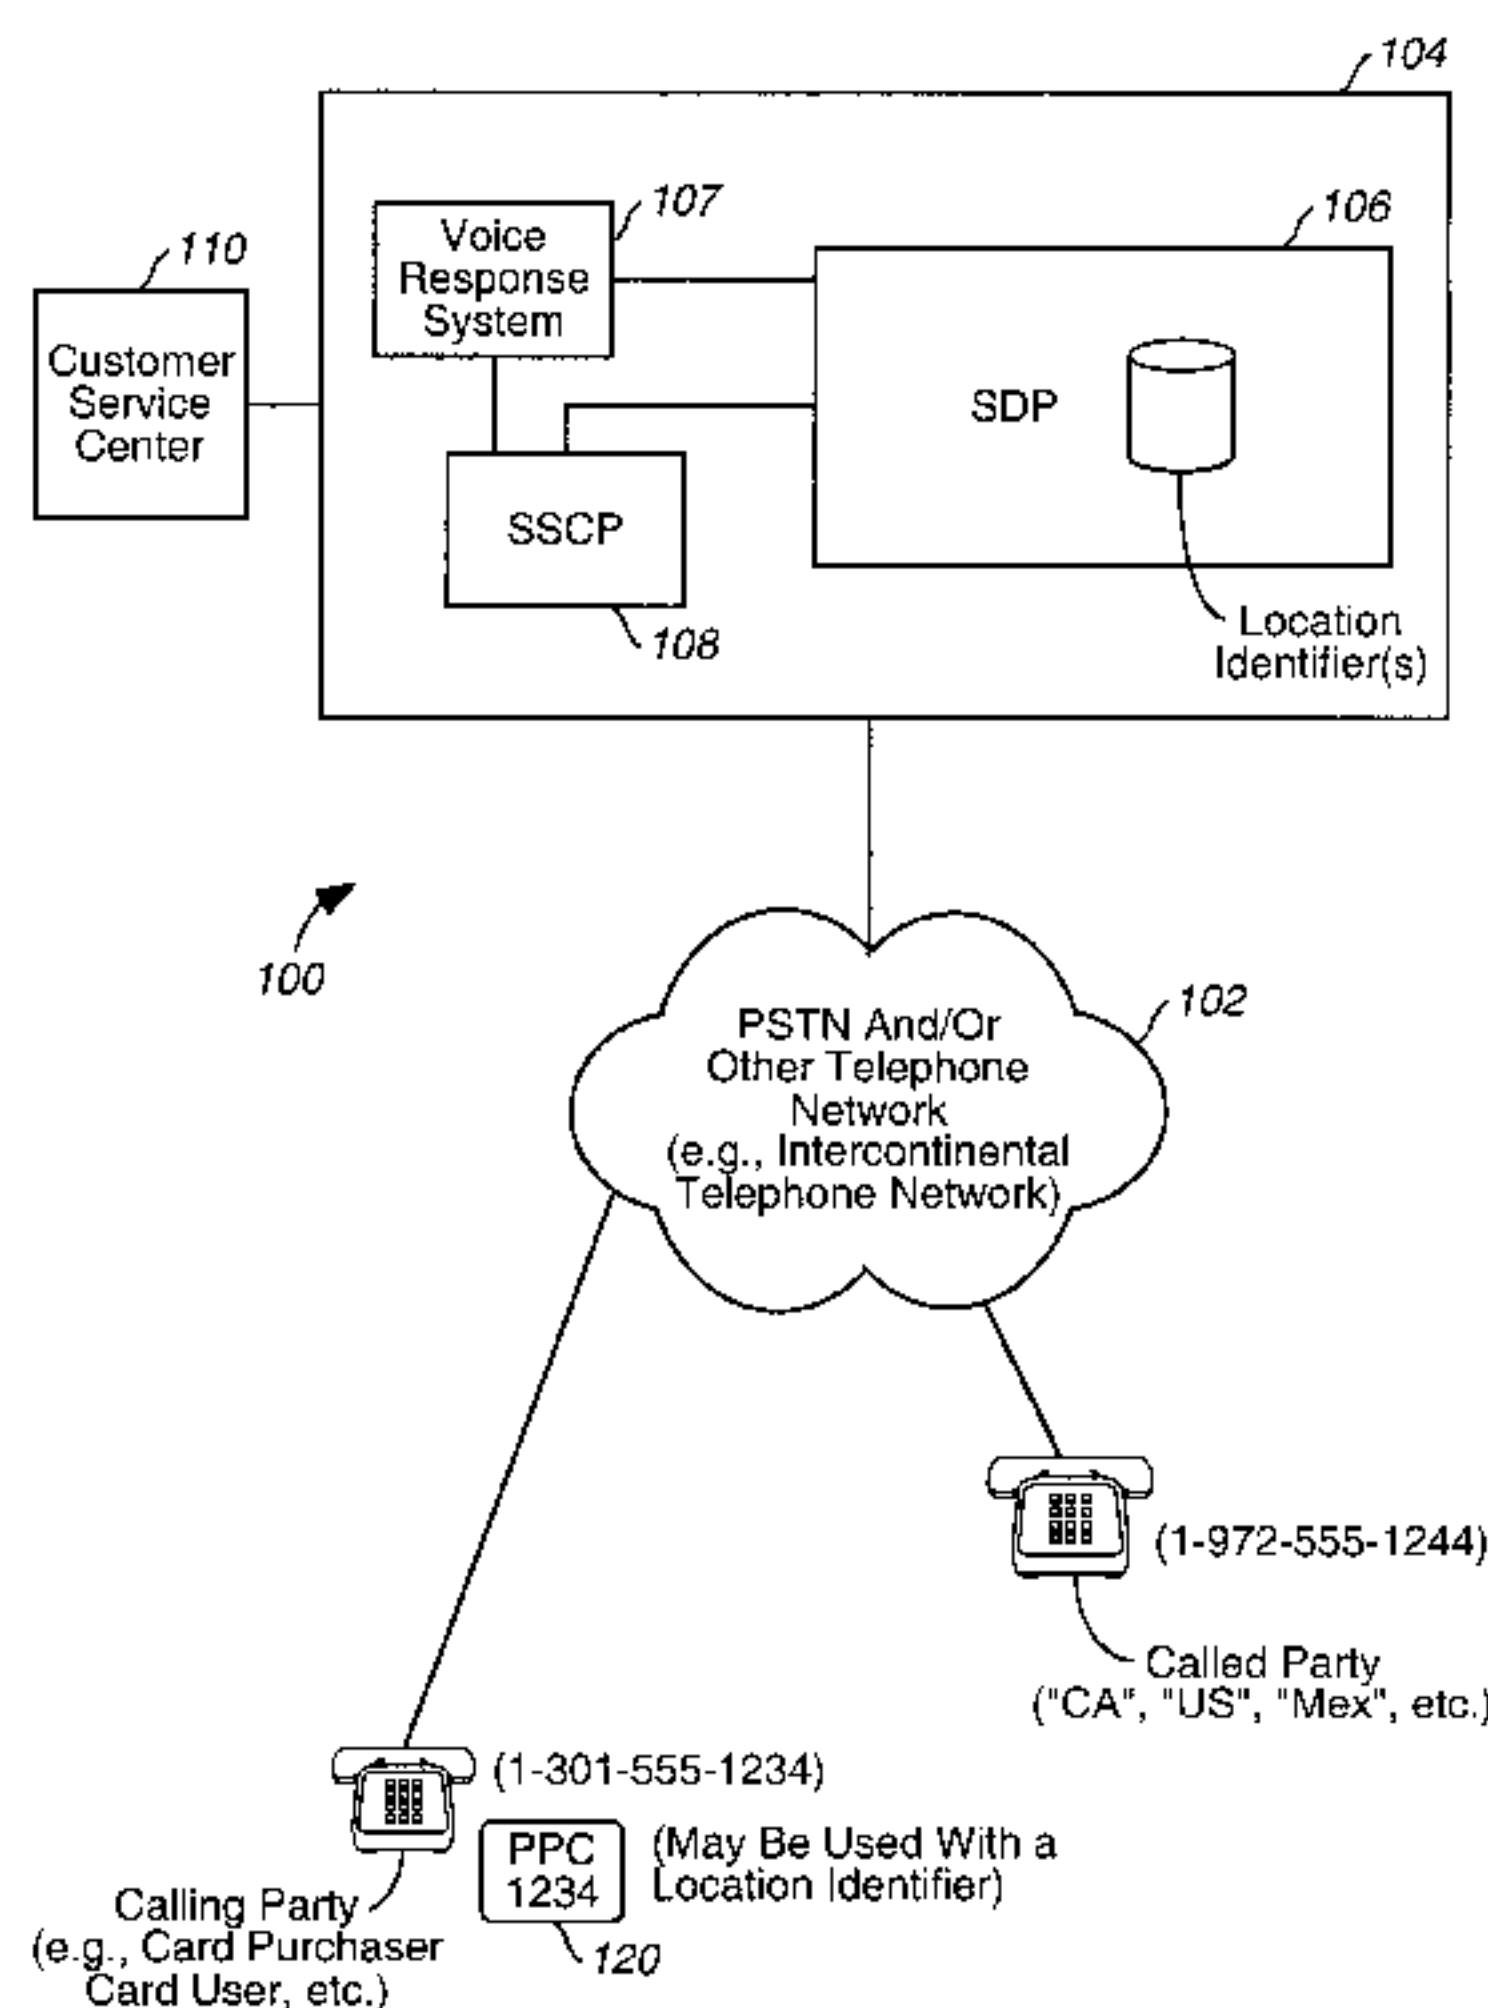 104
107
Voice
Response
System
106
110
Customer
Service
Center
SDP
SSCP
108
Location
Identifier(s)
100
102
PSTN And/Or
Other Telephone
Network
(e.g., Intercontinental
Telephone Network)
(1-972-555-1244)
Called Party
("CA", "US", "Mex", etc.)
(1-301-555-1234)
PPC
1234
(May Be Used With a
Location Identifier)
120
Calling Party
(e.g., Card Purchaser
Card User, etc.)